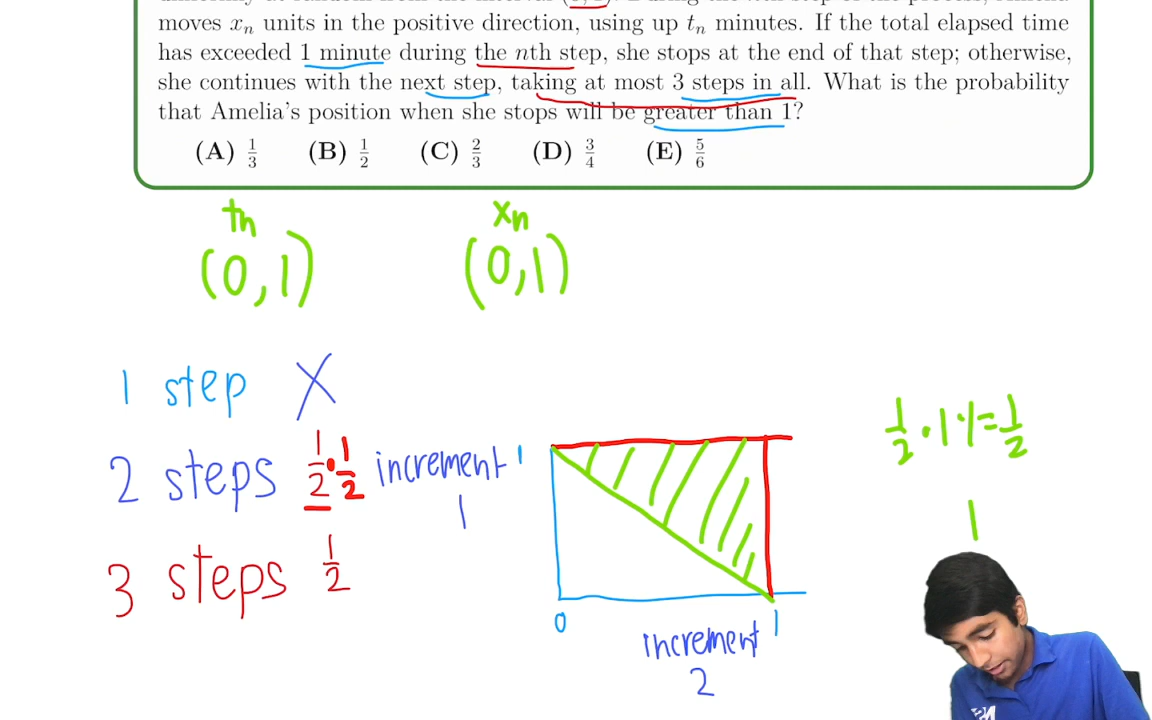 moves xₙ units in the positive direction, using up tₙ minutes. If the total elapsed time
has exceeded 1 minute during the nth step, she stops at the end of that step; otherwise,
she continues with the next step, taking at most 3 steps in all. What is the probability
that Amelia's position when she stops will be greater than 1?
(A) 1/3 (B) 1/2 (C) 2/3 (D) 3/4 (E) 5/6
tn xn
(0,1) (0,1)
1 step X
2 steps 1/2 · 1/2
3 steps 1/2
increment 1
1
0
1
increment
2
1/2 · 1 · 1 = 1/2
1